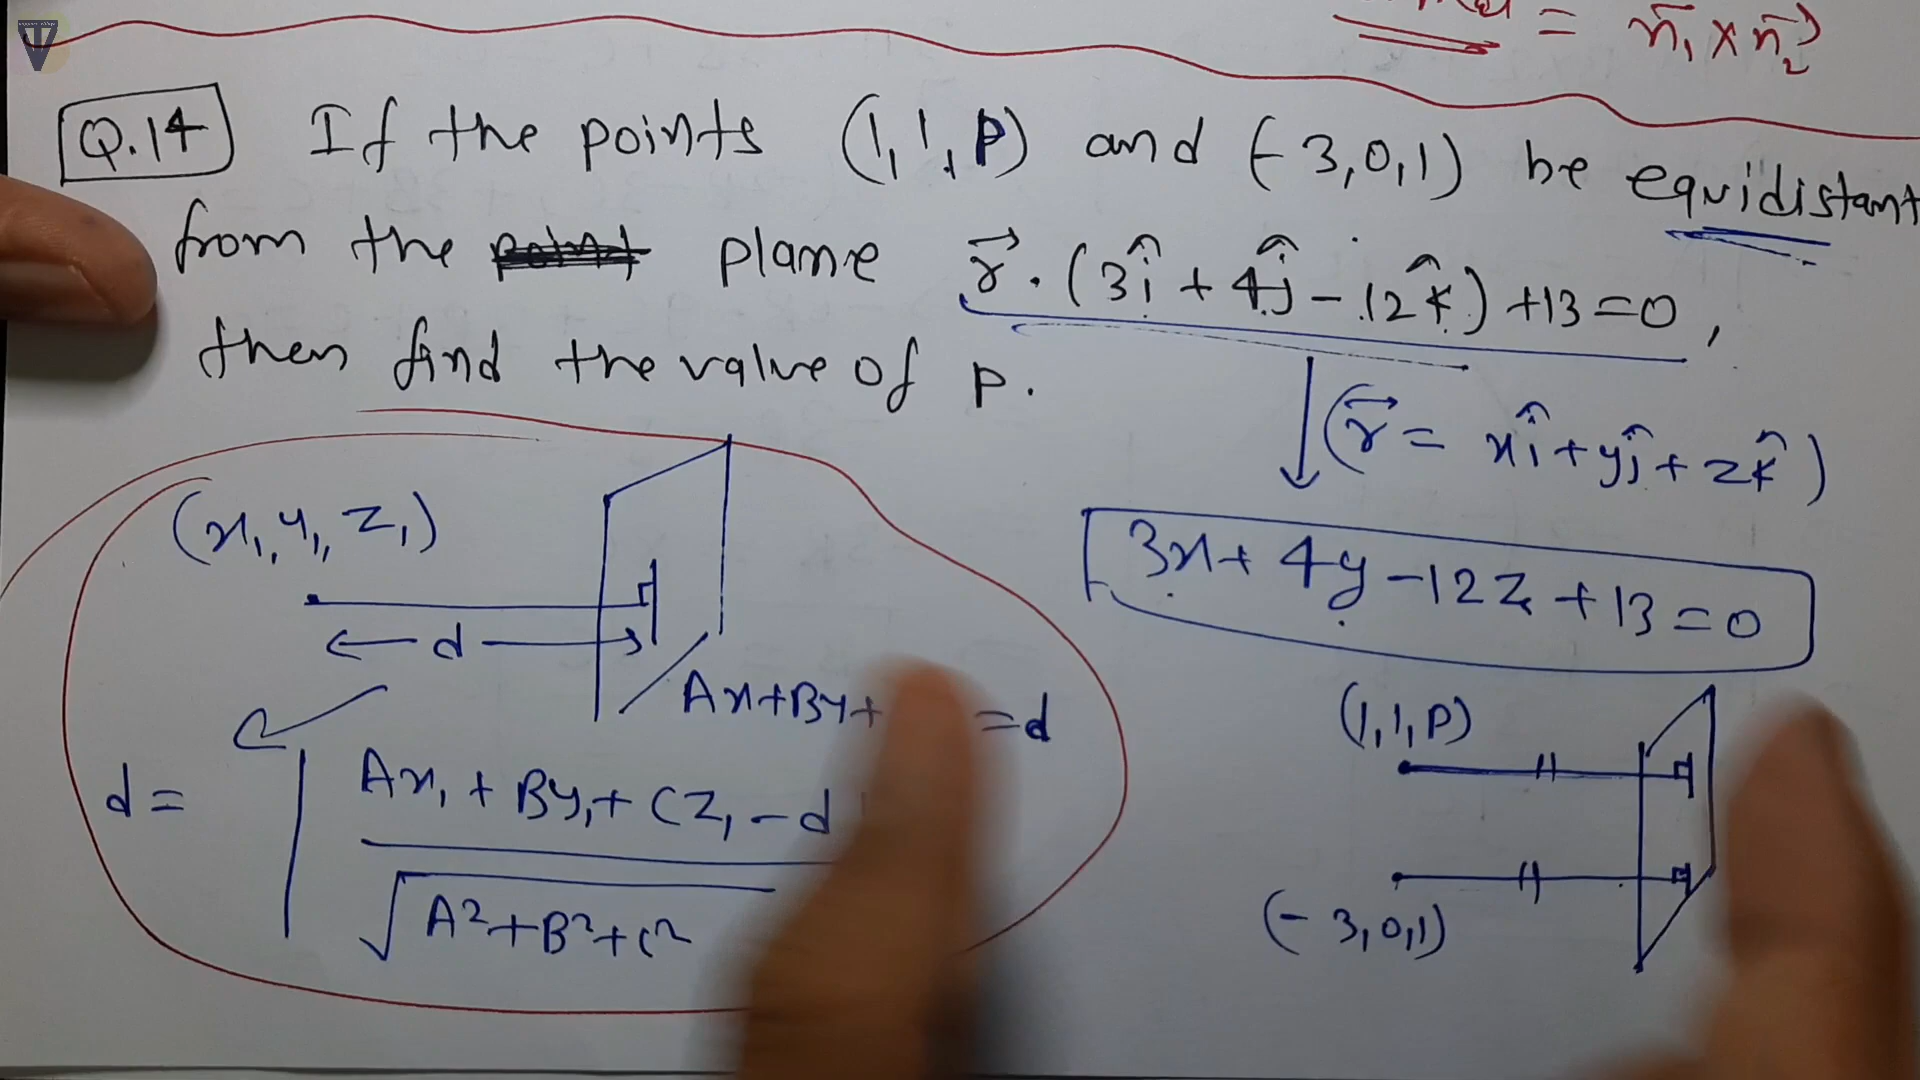 = n⃗₁ × n⃗₂
Q.14 If the points (1, 1, P) and (-3, 0, 1) be equidistant
from the plane r⃗ . (3î + 4ĵ - 12k̂) + 13 = 0 ,
then find the value of p.
(r⃗ = xî + yĵ + zk̂)
(x₁, y₁, z₁)
3x + 4y - 12z + 13 = 0
d
Ax + By + = d
(1, 1, P)
d = | Ax₁ + By₁ + Cz₁ - d
√A² + B² + C²
(-3, 0, 1)